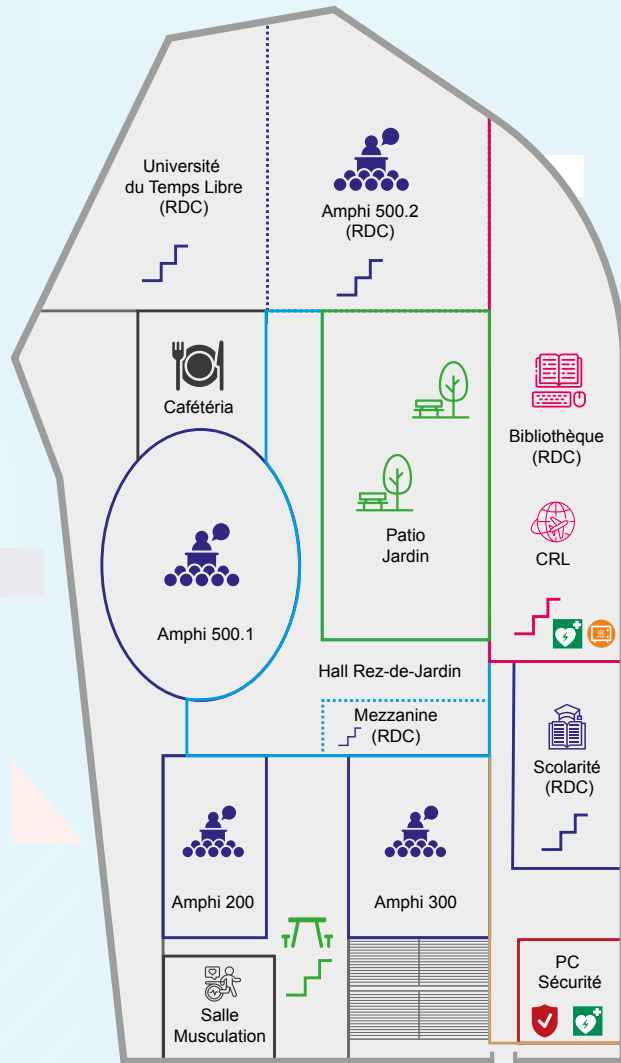 Université
du Temps Libre
(RDC)
Amphi 500.2
(RDC)
Cafétéria
Bibliothèque
(RDC)
Patio
Jardin
CRL
Amphi 500.1
Hall Rez-de-Jardin
Mezzanine
(RDC)
Scolarité
(RDC)
Amphi 200
Amphi 300
PC
Sécurité
Salle
Musculation